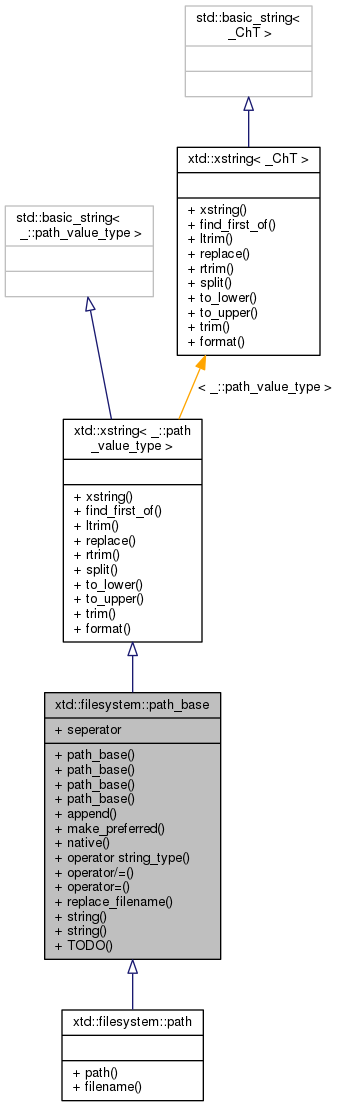 std::basic_string<
_ChT >
xtd::xstring< _ChT >
+ xstring()
+ find_first_of()
+ ltrim()
+ replace()
+ rtrim()
+ split()
+ to_lower()
+ to_upper()
+ trim()
+ format()
std::basic_string<
_::path_value_type >
< _::path_value_type >
xtd::xstring< _::path
_value_type >
+ xstring()
+ find_first_of()
+ ltrim()
+ replace()
+ rtrim()
+ split()
+ to_lower()
+ to_upper()
+ trim()
+ format()
xtd::filesystem::path_base
+ seperator
+ path_base()
+ path_base()
+ path_base()
+ path_base()
+ append()
+ make_preferred()
+ native()
+ operator string_type()
+ operator/=()
+ operator=()
+ replace_filename()
+ string()
+ string()
+ TODO()
xtd::filesystem::path
+ path()
+ filename()